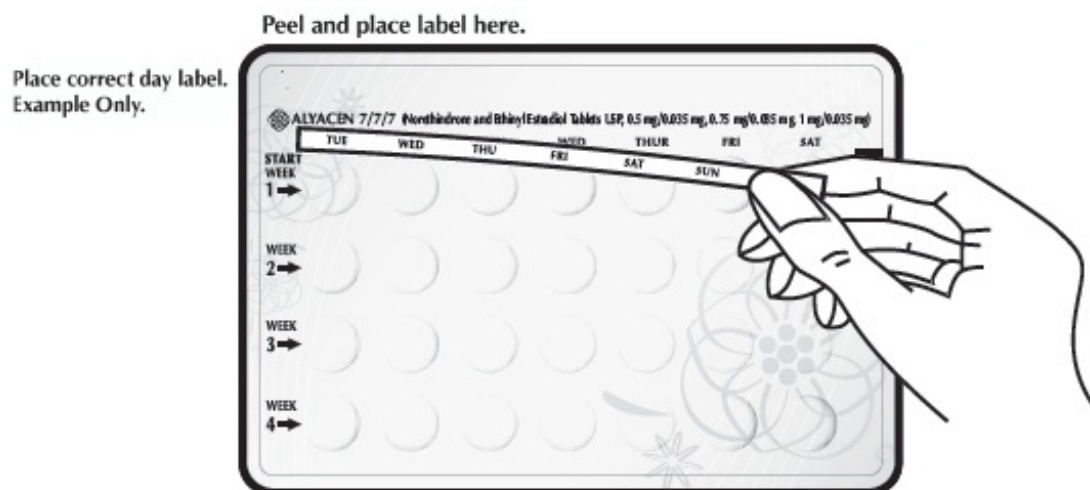 Peel and place label here.
Place correct day label.
Example Only.
ALYACEN 7/7/7 (Norethindrone and Ethinyl Estradiol Tablets USP, 0.5 mg/0.035 mg, 0.75 mg/0.035 mg, 1 mg/0.035 mg)
WED THUR FRI SAT
TUE WED THU FRI SAT SUN
START
WEEK
1
WEEK
2
WEEK
3
WEEK
4